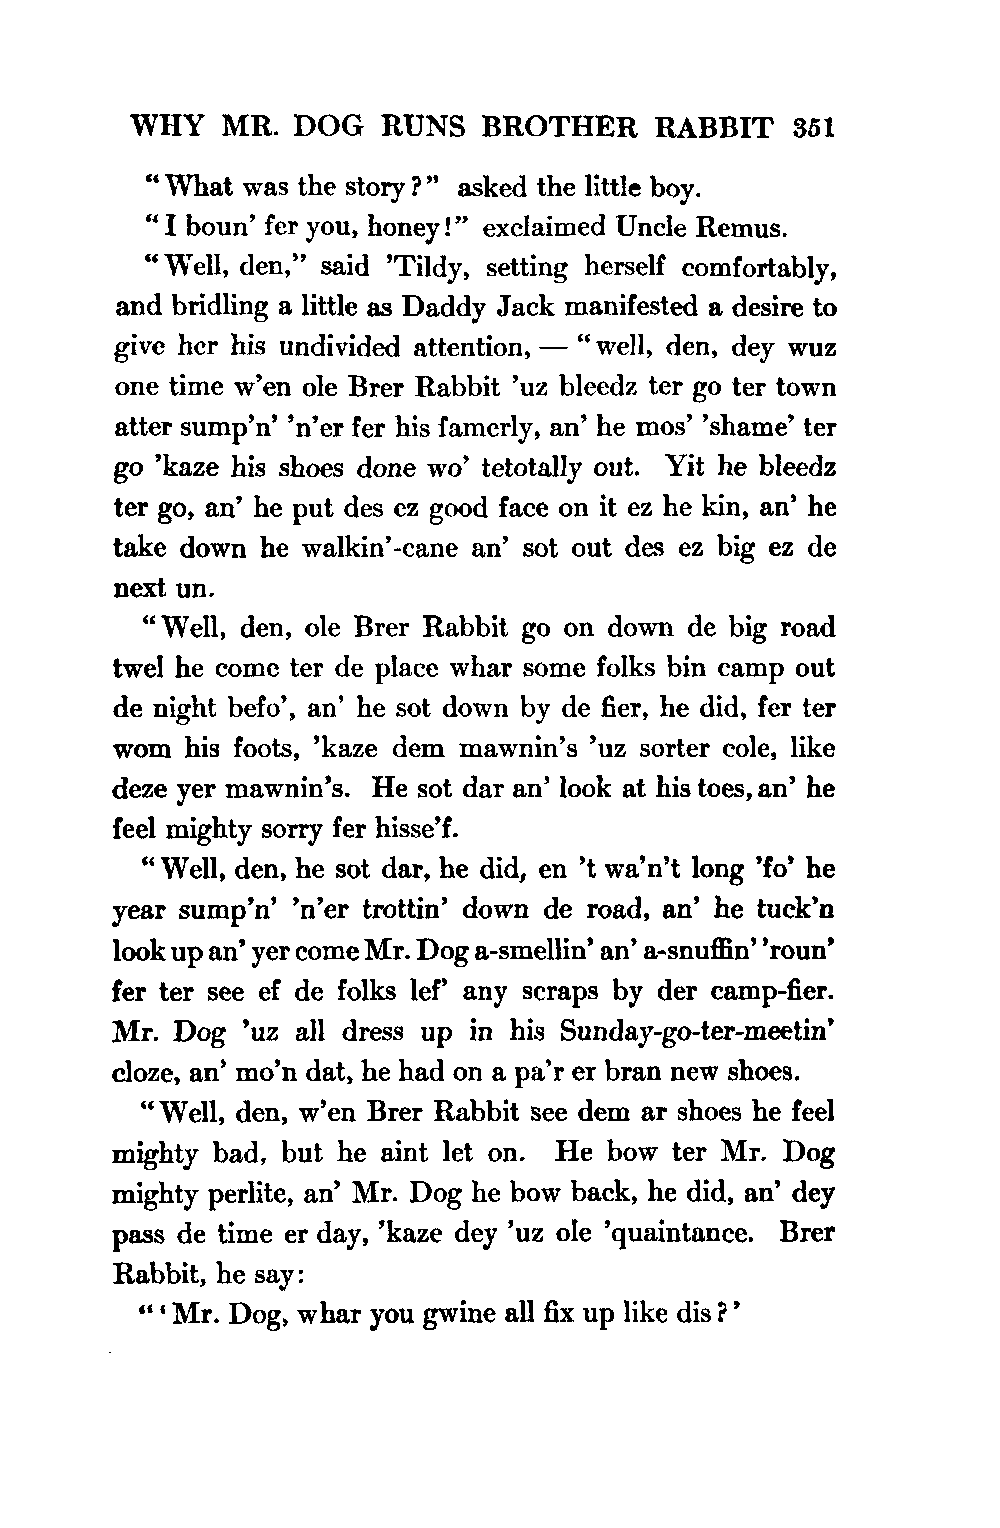 WHY MR. DOG RUNS BROTHER RABBIT 351
“What was the story?” asked the little boy.
“I boun’ fer you, honey!” exclaimed Uncle Remus.
“Well, den,” said ’Tildy, setting herself comfortably,
and bridling a little as Daddy Jack manifested a desire to
give her his undivided attention, — “well, den, dey wuz
one time w’en ole Brer Rabbit ’uz bleedz ter go ter town
atter sump’n’ ’n’er fer his famerly, an’ he mos’ ’shame’ ter
go ’kaze his shoes done wo’ tetotally out. Yit he bleedz
ter go, an’ he put des ez good face on it ez he kin, an’ he
take down he walkin’-cane an’ sot out des ez big ez de
next un.
“Well, den, ole Brer Rabbit go on down de big road
twel he come ter de place whar some folks bin camp out
de night befo’, an’ he sot down by de fier, he did, fer ter
wom his foots, ’kaze dem mawnin’s ’uz sorter cole, like
deze yer mawnin’s. He sot dar an’ look at his toes, an’ he
feel mighty sorry fer hisse’f.
“Well, den, he sot dar, he did, en ’t wa’n’t long ’fo’ he
year sump’n’ ’n’er trottin’ down de road, an’ he tuck’n
look up an’ yer come Mr. Dog a-smellin’ an’ a-snuffin’ ’roun’
fer ter see ef de folks lef’ any scraps by der camp-fier.
Mr. Dog ’uz all dress up in his Sunday-go-ter-meetin’
cloze, an’ mo’n dat, he had on a pa’r er bran new shoes.
“Well, den, w’en Brer Rabbit see dem ar shoes he feel
mighty bad, but he aint let on. He bow ter Mr. Dog
mighty perlite, an’ Mr. Dog he bow back, he did, an’ dey
pass de time er day, ’kaze dey ’uz ole ’quaintance. Brer
Rabbit, he say:
“‘Mr. Dog, whar you gwine all fix up like dis?’